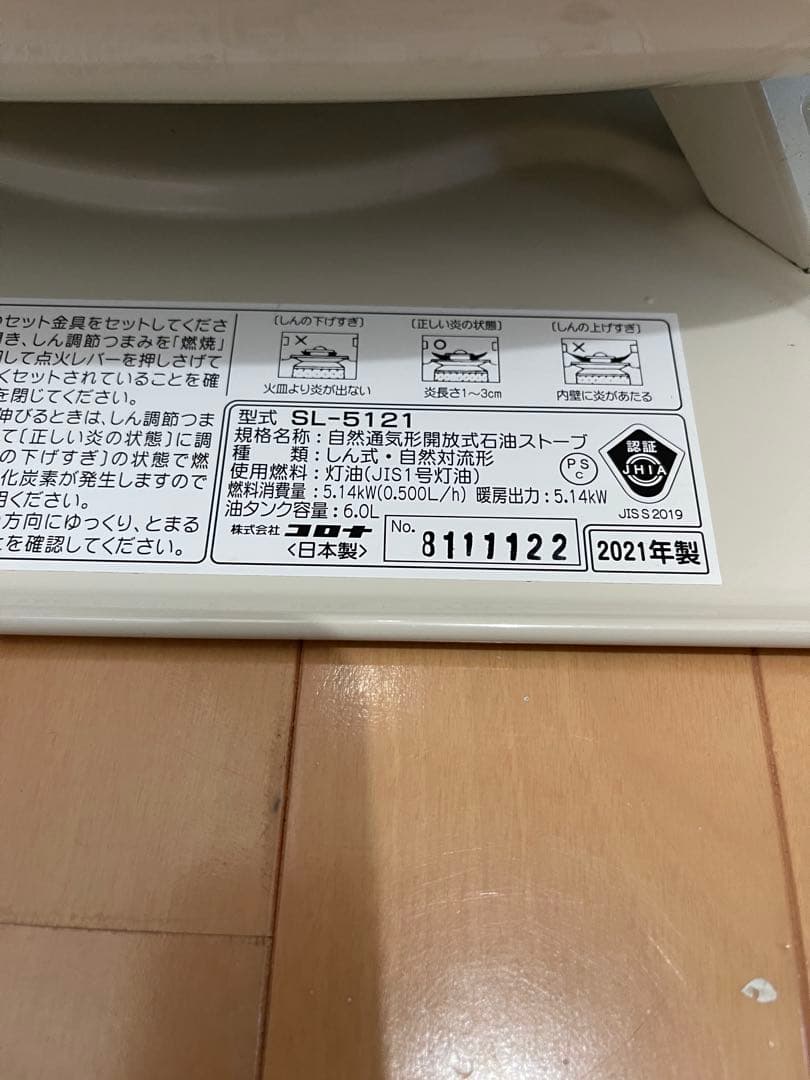 のセット金具をセットしてくださ
き、しん調節つまみを「燃焼」
して点火レバーを押しさげて
くセットされていることを確
を閉じてください。
伸びるときは、しん調節つま
て〔正しい炎の状態〕に調
の下げすぎ〕の状態で燃
化炭素が発生しますので
用ください。
方向にゆっくり、とまる
を確認してください。
〔しんの下げすぎ〕
火皿より炎が出ない
〔正しい炎の状態〕
炎長さ1〜3cm
〔しんの上げすぎ〕
内壁に炎があたる
型式 SL-5121
規格名称：自然通気形開放式石油ストーブ
種 類：しん式・自然対流形
使用燃料：灯油(JIS1号灯油)
燃料消費量：5.14kW(0.500L/h) 暖房出力：5.14kW
油タンク容量：6.0L
株式会社 コロナ
<日本製>
No. 8111122
2021年製
PS
C
認証
JHIA
JIS S 2019